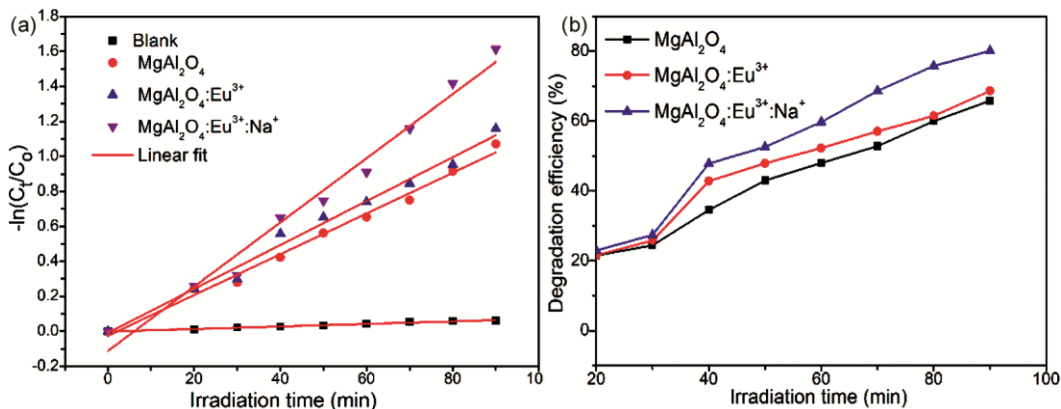 (a)
Blank
MgAl₂O₄
MgAl₂O₄:Eu³⁺
MgAl₂O₄:Eu³⁺:Na⁺
Linear fit
-ln(Cₜ/C₀)
1.6
1.4
1.2
1.0
0.8
0.6
0.4
0.2
0.0
-0.2
0 20 40 60 80 10
Irradiation time (min)
(b)
MgAl₂O₄
MgAl₂O₄:Eu³⁺
MgAl₂O₄:Eu³⁺:Na⁺
Degradation efficiency (%)
80
60
40
20
0
20 40 60 80 100
Irradiation time (min)